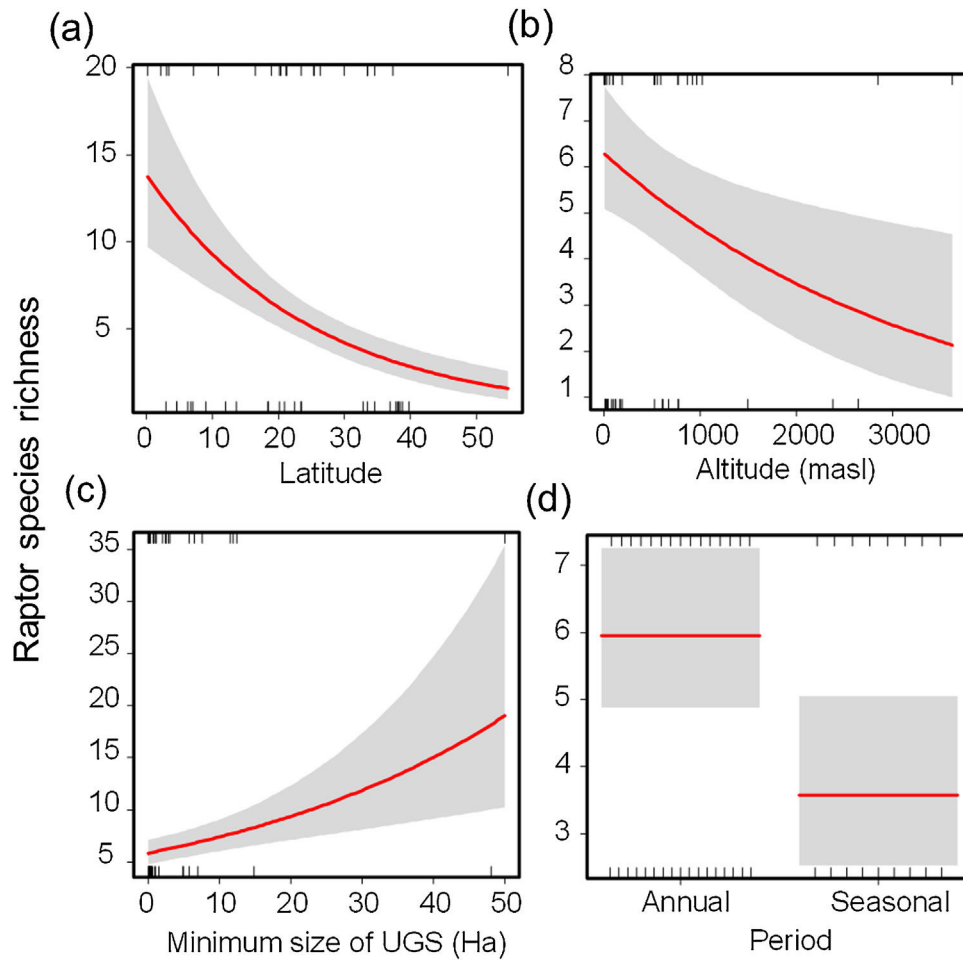 Raptor species richness
(a)
20
15
10
5
0 10 20 30 40 50
Latitude
(b)
8
7
6
5
4
3
2
1
0 1000 2000 3000
Altitude (masl)
(c)
35
30
25
20
15
10
5
0 10 20 30 40 50
Minimum size of UGS (Ha)
(d)
7
6
5
4
3
Annual Seasonal
Period